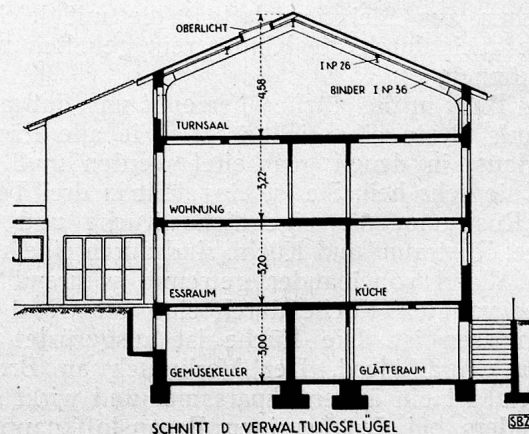 OBERLICHT
4,58
I NP 26
BINDER I NP 36
TURNSAAL
3,22
WOHNUNG
3,20
ESSRAUM
KÜCHE
3,00
GEMÜSEKELLER
GLÄTTERAUM
SCHNITT D VERWALTUNGSFLÜGEL
SBZ